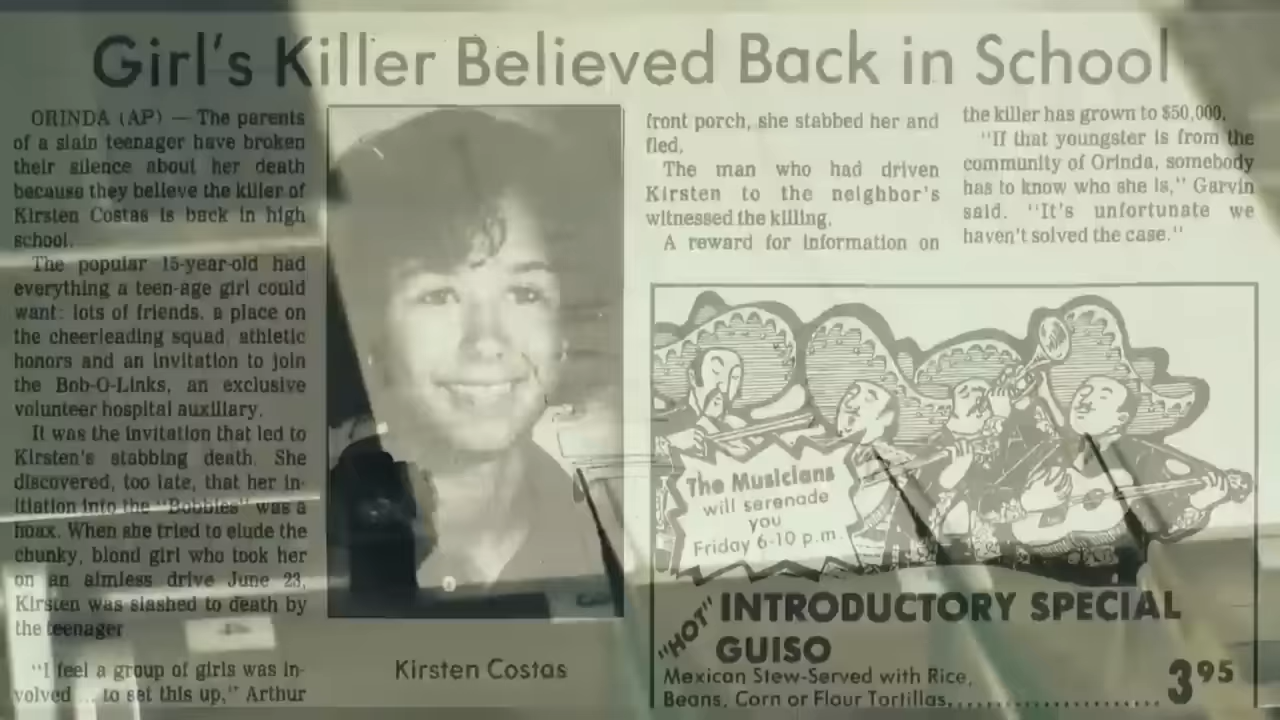 Girl's Killer Believed Back in School
ORINDA (AP) — The parents
of a slain teenager have broken
their silence about her death
because they believe the killer of
Kirsten Costas is back in high
school.
The popular 15-year-old had
everything a teen-age girl could
want: lots of friends, a place on
the cheerleading squad, athletic
honors and an invitation to join
the Bob-O-Links, an exclusive
volunteer hospital auxiliary.
It was the invitation that led to
Kirsten's stabbing death. She
discovered, too late, that her in-
itiation into the "Bobbies" was a
hoax. When she tried to elude the
chunky, blond girl who took her
on an aimless drive June 23,
Kirsten was slashed to death by
the teenager
"I feel a group of girls was in-
volved ... to set this up," Arthur
Kirsten Costas
front porch, she stabbed her and
fled.
The man who had driven
Kirsten to the neighbor's
witnessed the killing.
A reward for information on
the killer has grown to $50,000.
"If that youngster is from the
community of Orinda, somebody
has to know who she is," Garvin
said. "It's unfortunate we
haven't solved the case."
The Musicians
will serenade
you
Friday 6-10 p.m.
"HOT" INTRODUCTORY SPECIAL
GUISO
Mexican Stew-Served with Rice,
Beans, Corn or Flour Tortillas. 3 95